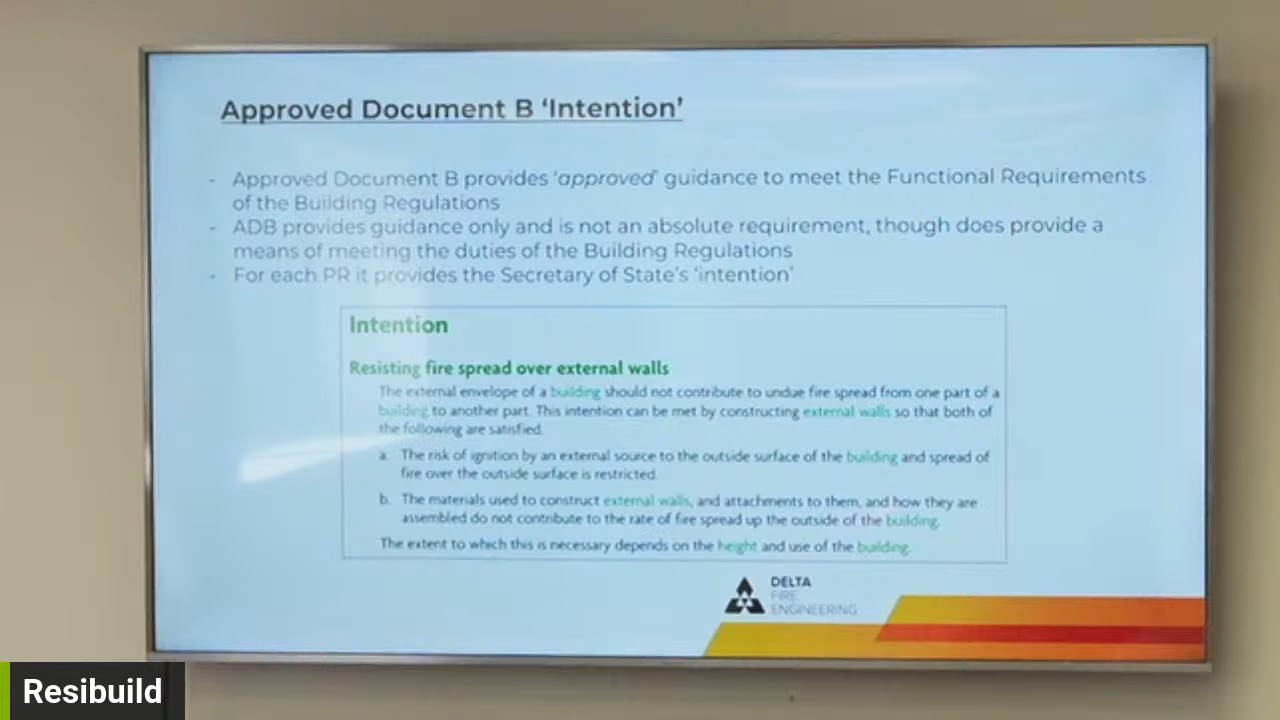 Approved Document B ‘Intention’
- Approved Document B provides ‘approved’ guidance to meet the Functional Requirements
of the Building Regulations
- ADB provides guidance only and is not an absolute requirement, though does provide a
means of meeting the duties of the Building Regulations
- For each PR it provides the Secretary of State’s ‘intention’
Intention
Resisting fire spread over external walls
The external envelope of a building should not contribute to undue fire spread from one part of a
building to another part. This intention can be met by constructing external walls so that both of
the following are satisfied.
a. The risk of ignition by an external source to the outside surface of the building and spread of
fire over the outside surface is restricted.
b. The materials used to construct external walls, and attachments to them, and how they are
assembled do not contribute to the rate of fire spread up the outside of the building.
The extent to which this is necessary depends on the height and use of the building.
DELTA
FIRE
ENGINEERING
Resibuild